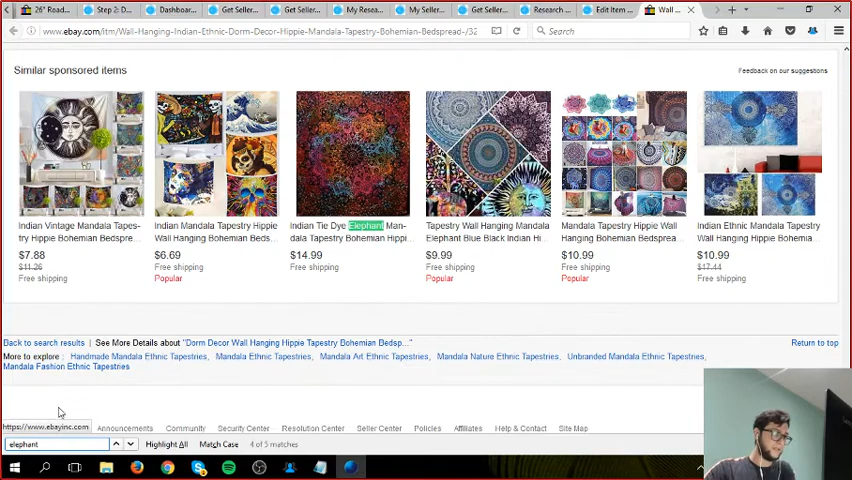 26" Road...
Step 2: D...
Dashboar...
Get Seller...
Get Seller...
My Resea...
My Seller...
Get Seller...
Research ...
Edit Item ...
Wall ...
www.ebay.com/itm/Wall-Hanging-Indian-Ethnic-Dorm-Decor-Hippie-Mandala-Tapestry-Bohemian-Bedspread-/32
Search
Similar sponsored items
Feedback on our suggestions
Indian Vintage Mandala Tapes-
try Hippie Bohemian Bedspre...
$7.88
$11.26
Free shipping
Indian Mandala Tapestry Hippie
Wall Hanging Bohemian Beds...
$6.69
Free shipping
Popular
Indian Tie Dye Elephant Man-
dala Tapestry Bohemian Hippi...
$14.99
Free shipping
Tapestry Wall Hanging Mandala
Elephant Blue Black Indian Hi...
$9.99
Free shipping
Popular
Mandala Tapestry Hippie Wall
Hanging Bohemian Bedsprea...
$10.99
Free shipping
Popular
Indian Ethnic Mandala Tapestry
Wall Hanging Hippie Bohemia...
$10.99
$17.44
Free shipping
Back to search results | See More Details about "Dorm Decor Wall Hanging Hippie Tapestry Bohemian Bedsp..."
Return to top
More to explore : Handmade Mandala Ethnic Tapestries, Mandala Ethnic Tapestries, Mandala Art Ethnic Tapestries, Mandala Nature Ethnic Tapestries, Unbranded Mandala Ethnic Tapestries,
Mandala Fashion Ethnic Tapestries
https://www.ebayinc.com
Announcements Community Security Center Resolution Center Seller Center Policies Affiliates Help & Contact Site Map
elephant
Highlight All
Match Case
4 of 5 matches